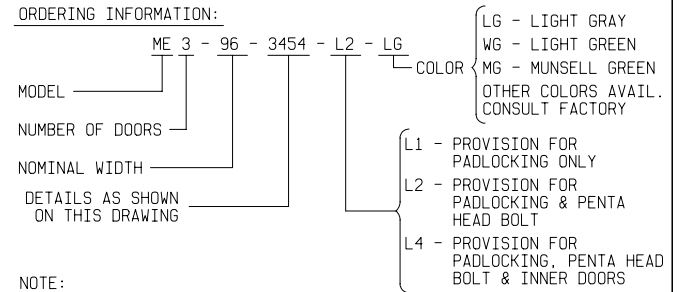 ORDERING INFORMATION:
ME 3 - 96 - 3454 - L2 - LG
MODEL
NUMBER OF DOORS
NOMINAL WIDTH
DETAILS AS SHOWN
ON THIS DRAWING
COLOR
LG - LIGHT GRAY
WG - LIGHT GREEN
MG - MUNSELL GREEN
OTHER COLORS AVAIL.
CONSULT FACTORY
L1 - PROVISION FOR
PADLOCKING ONLY
L2 - PROVISION FOR
PADLOCKING & PENTA
HEAD BOLT
L4 - PROVISION FOR
PADLOCKING, PENTA HEAD
BOLT & INNER DOORS
NOTE: